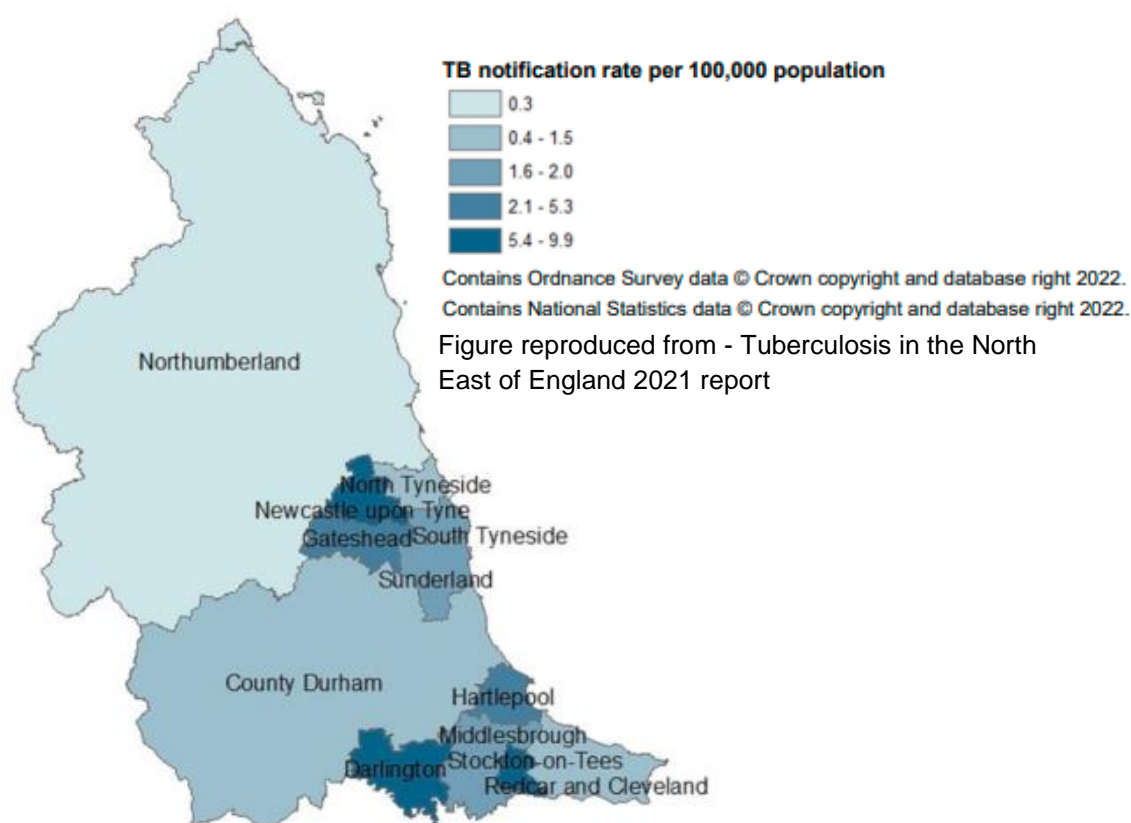 TB notification rate per 100,000 population
0.3
0.4 - 1.5
1.6 - 2.0
2.1 - 5.3
5.4 - 9.9
Contains Ordnance Survey data © Crown copyright and database right 2022.
Contains National Statistics data © Crown copyright and database right 2022.
Figure reproduced from - Tuberculosis in the North
East of England 2021 report
Northumberland
North Tyneside
Newcastle upon Tyne
Gateshead
South Tyneside
Sunderland
County Durham
Hartlepool
Middlesbrough
Darlington
Stockton-on-Tees
Redcar and Cleveland